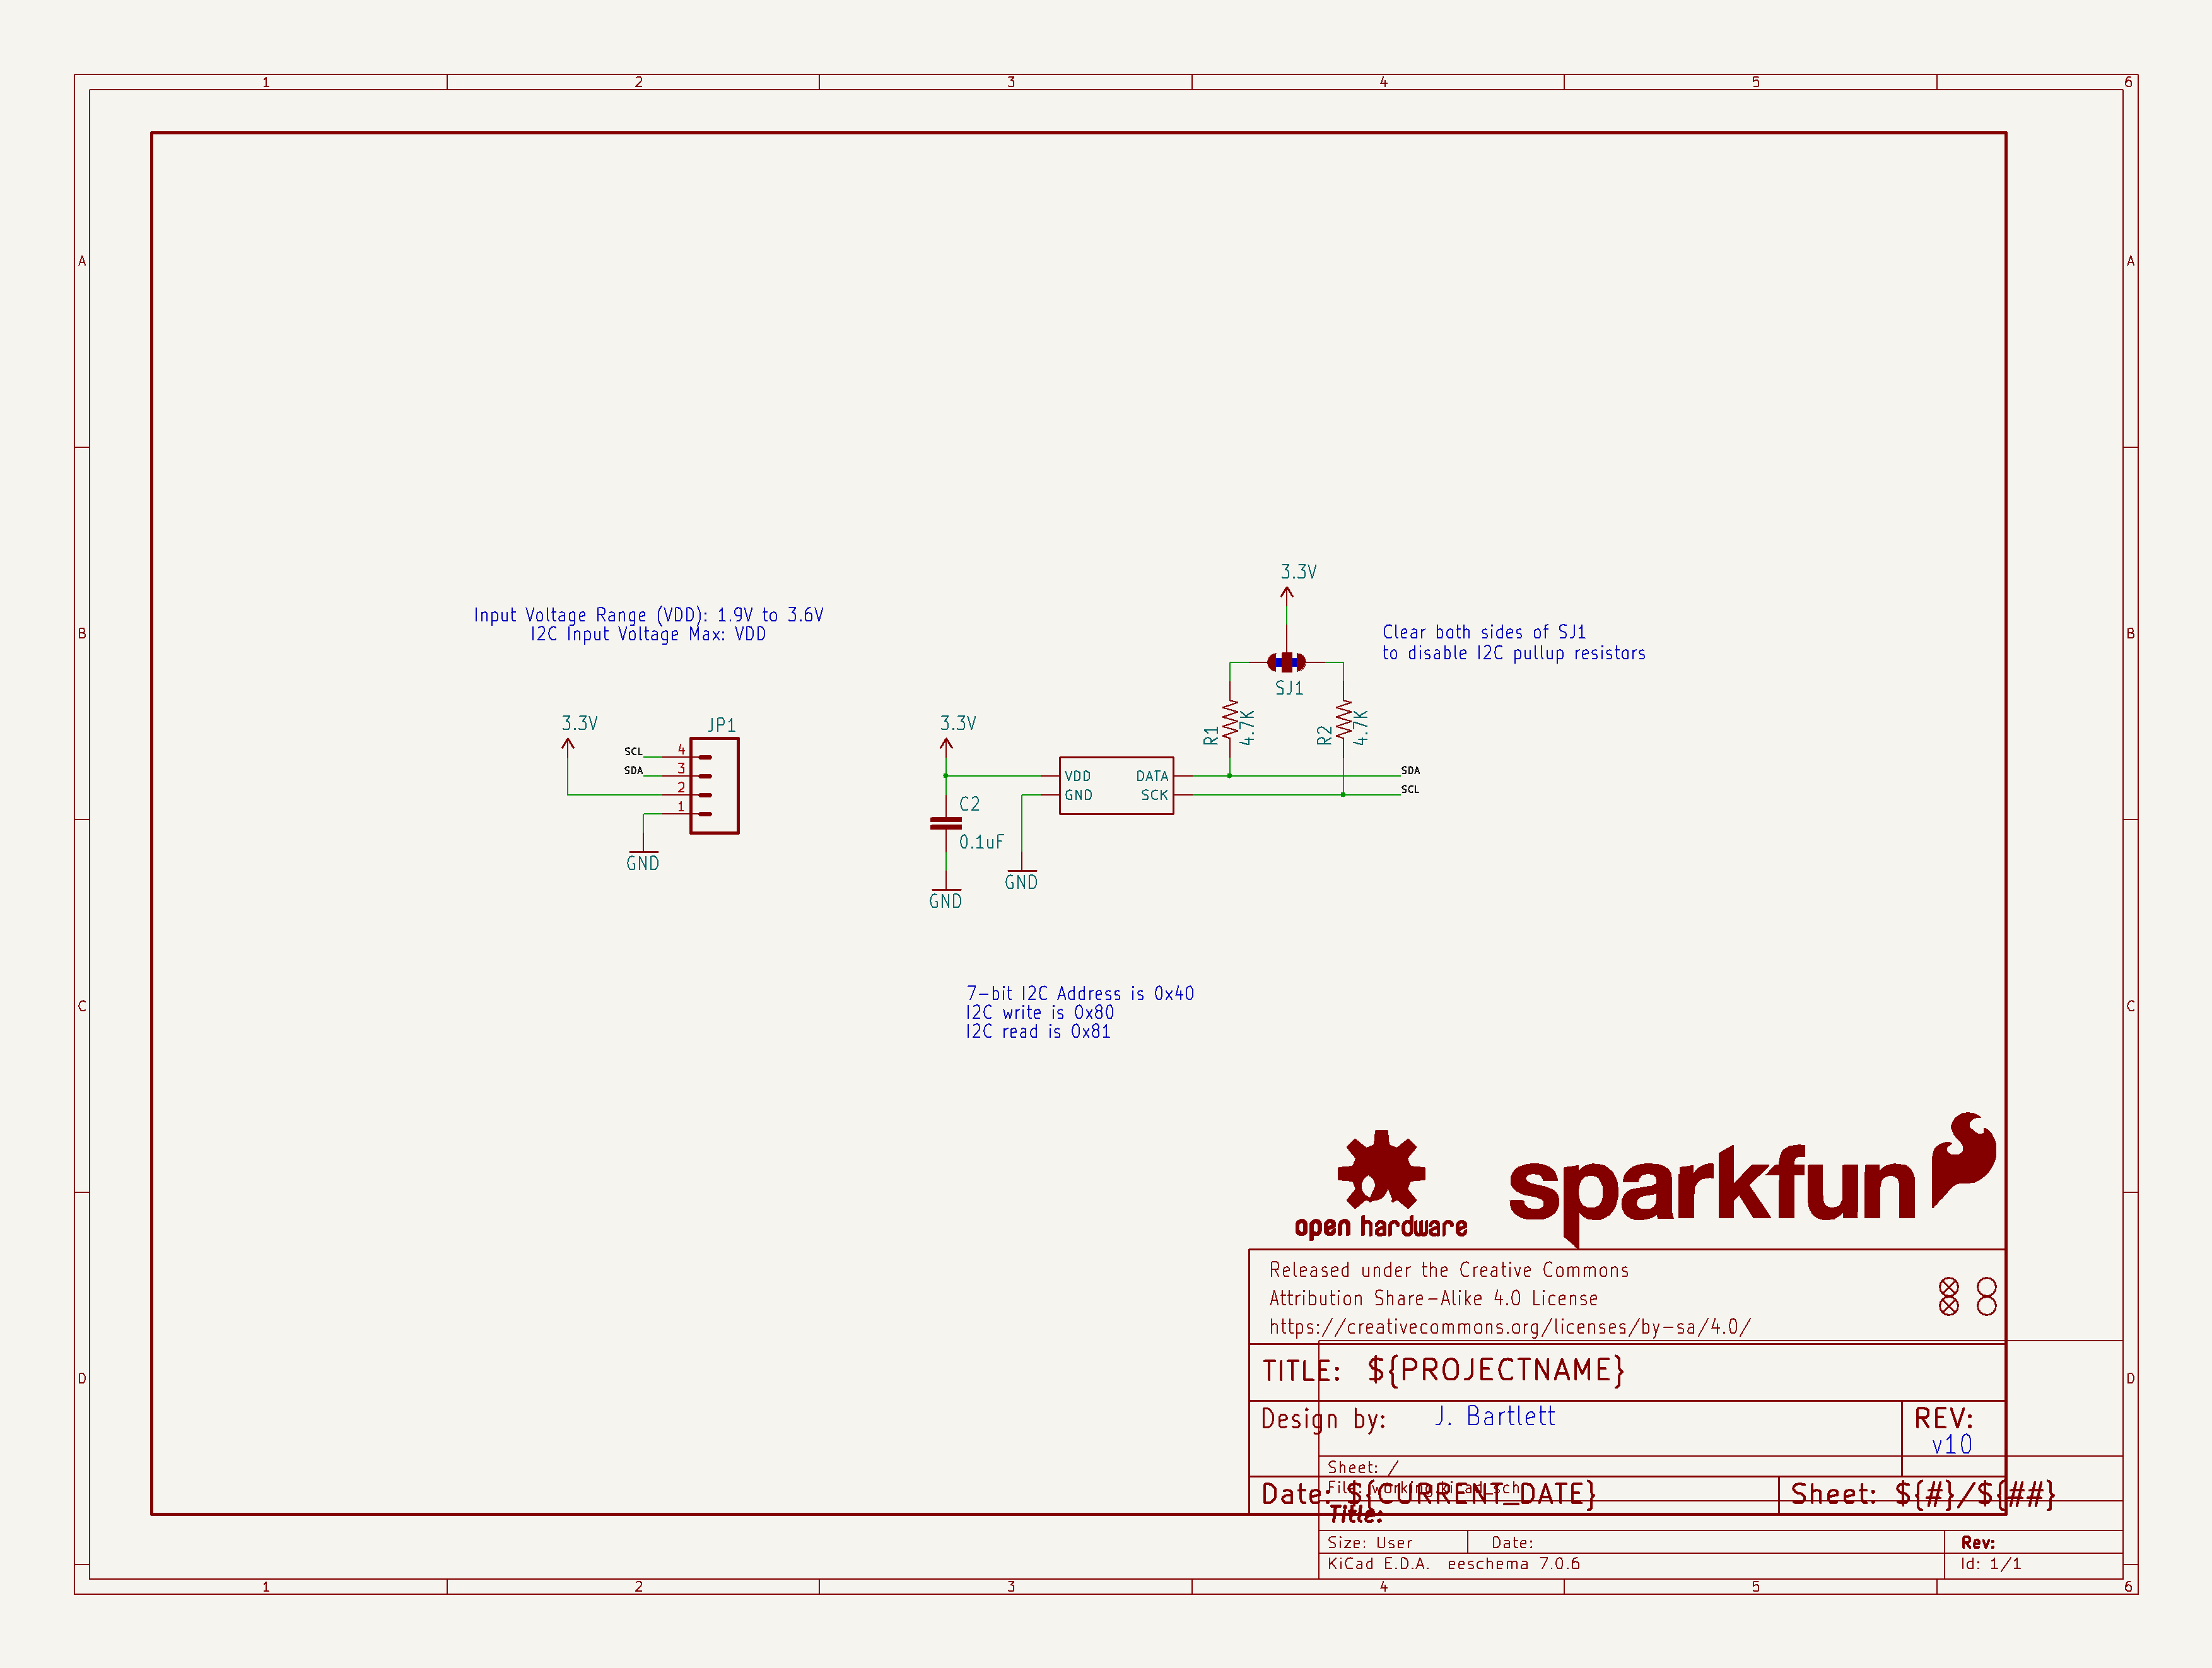 1 2 3 4 5 6
A A
B B
C C
D D
Input Voltage Range (VDD): 1.9V to 3.6V
I2C Input Voltage Max: VDD
3.3V
JP1
SCL 4
SDA 3
2
1
GND
3.3V
C2
0.1uF
GND
GND
VDD DATA
GND SCK
3.3V
SJ1
R1 4.7K
R2 4.7K
SDA
SCL
Clear both sides of SJ1
to disable I2C pullup resistors
7-bit I2C Address is 0x40
I2C write is 0x80
I2C read is 0x81
open hardware
sparkfun
Released under the Creative Commons
Attribution Share-Alike 4.0 License
https://creativecommons.org/licenses/by-sa/4.0/
TITLE: ${PROJECTNAME}
Design by: J. Bartlett
REV:
v10
Sheet: /
File: working.kicad_sch
Date: ${CURRENT_DATE}
Sheet: ${#}/${##}
Title:
Size: User Date: Rev:
KiCad E.D.A. eeschema 7.0.6 Id: 1/1
1 2 3 4 5 6